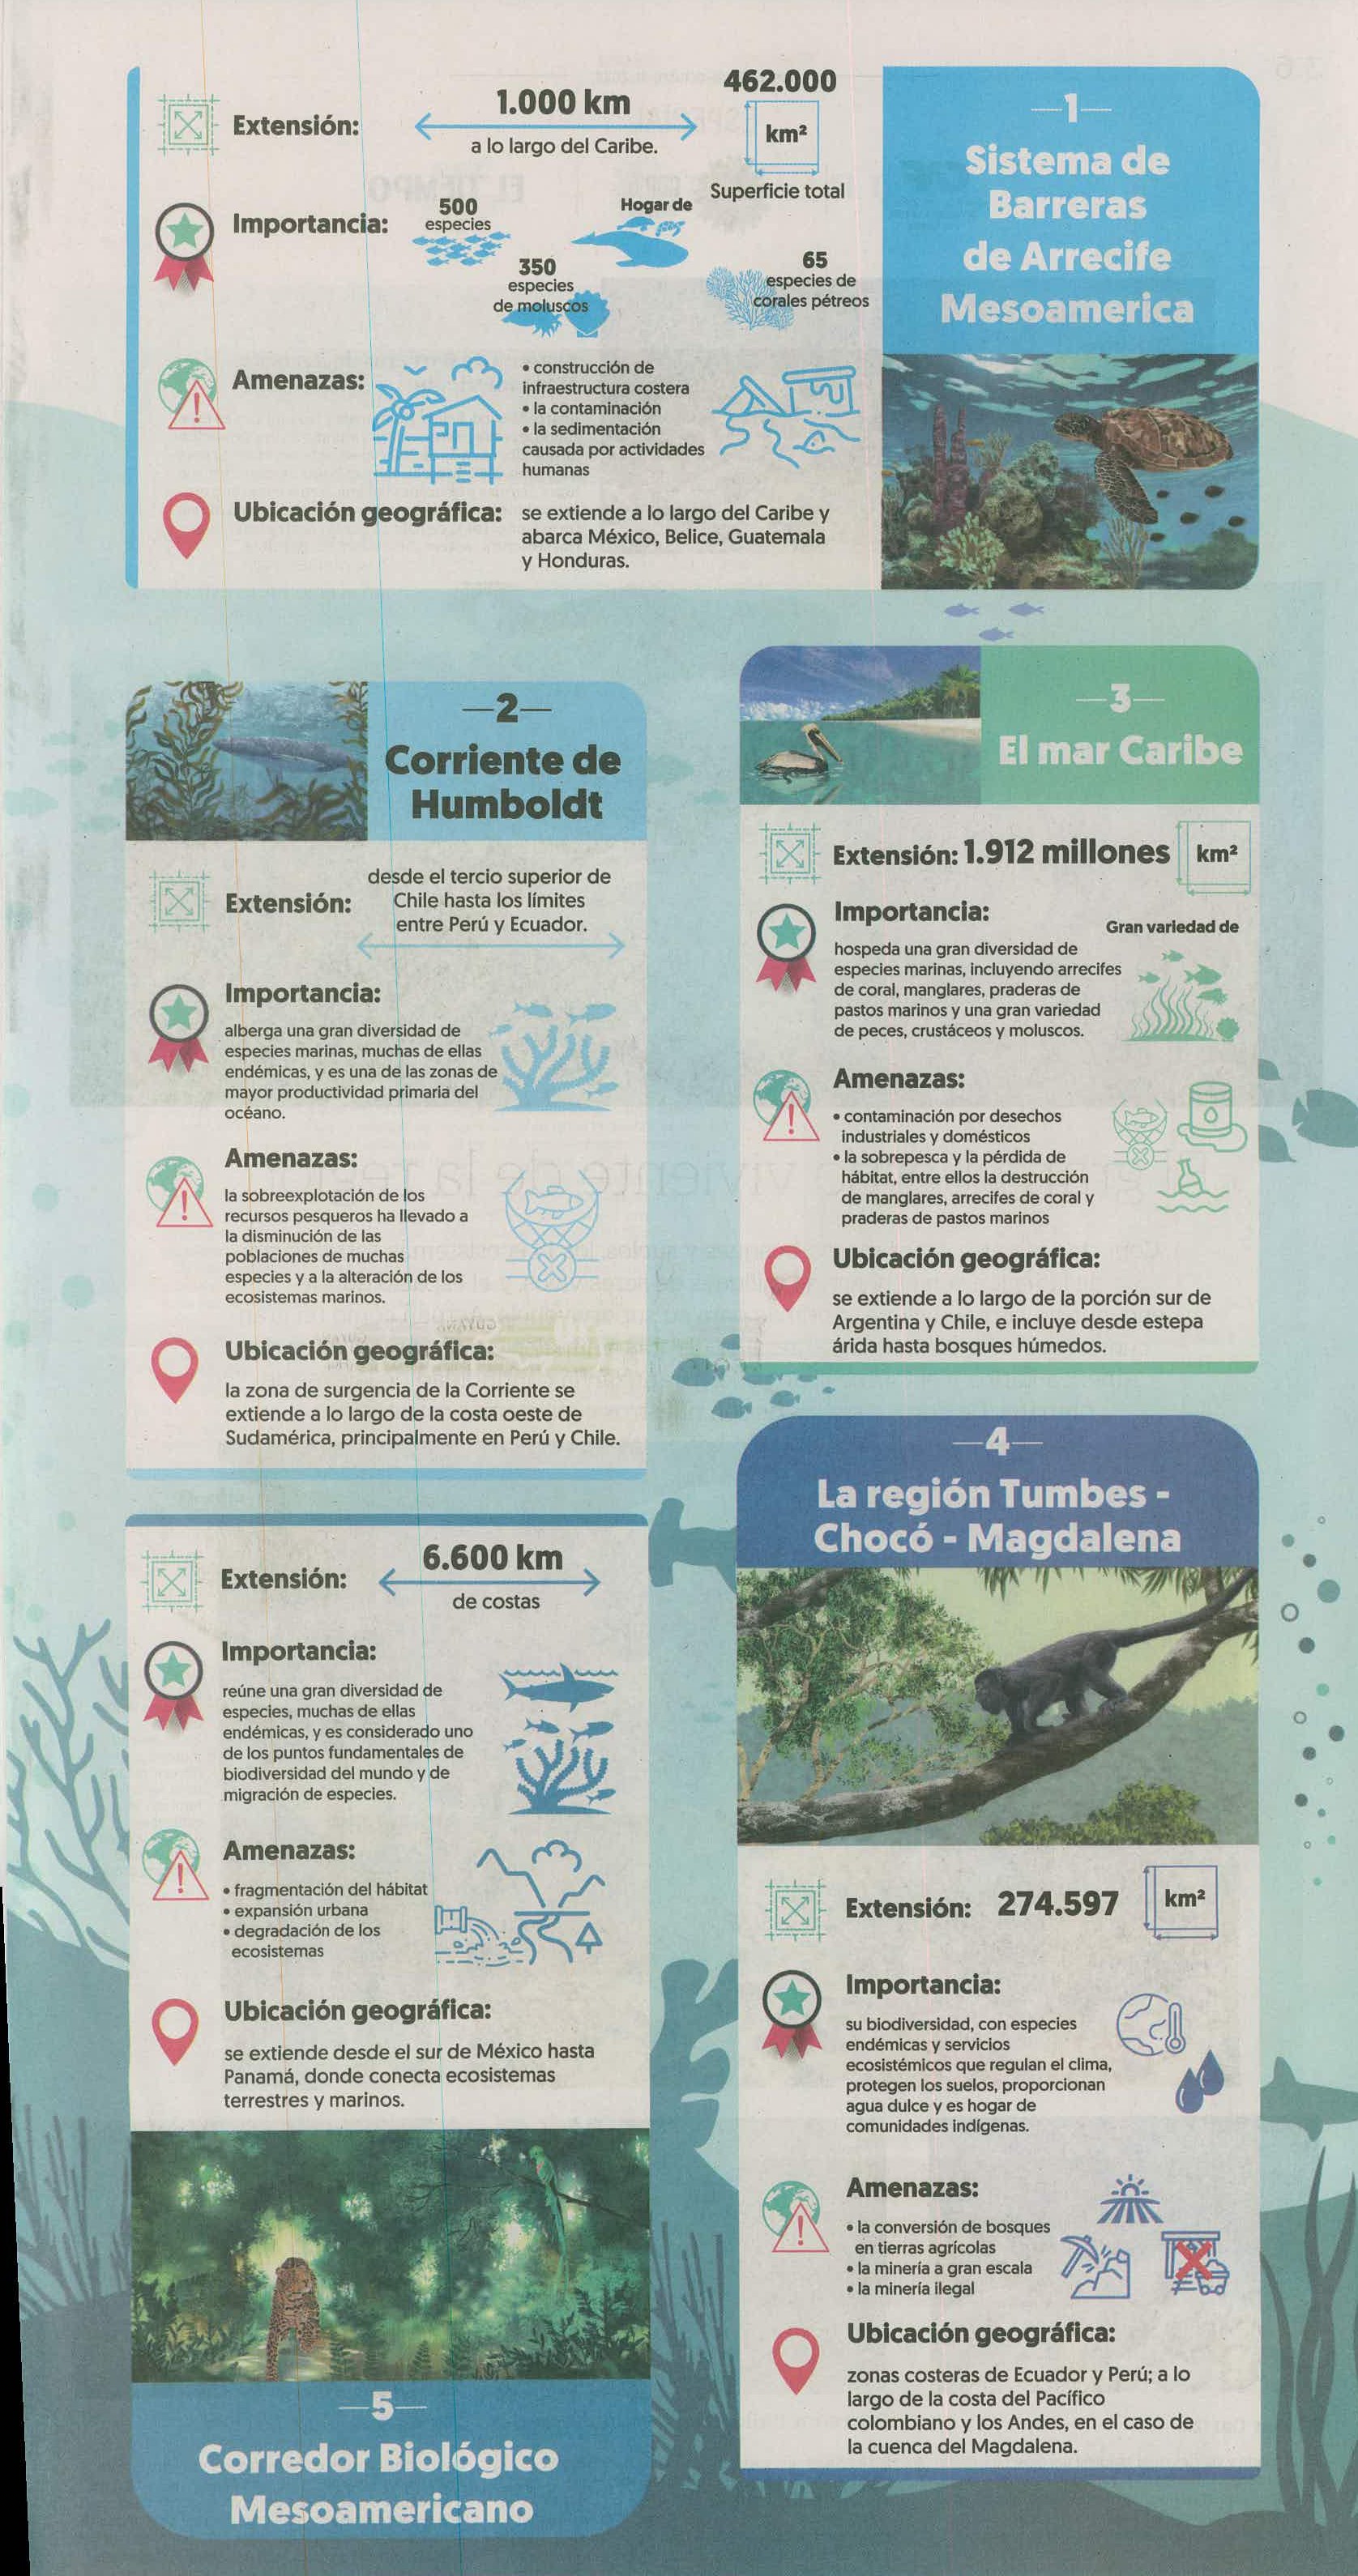 Extensión:
1.000 km
a lo largo del Caribe.
462.000
km²
Superficie total
Importancia:
500
especies
350
especies
de moluscos
Hogar de
65
especies de
corales pétreos
Amenazas:
• construcción de
infraestructura costera
• la contaminación
• la sedimentación
causada por actividades
humanas
Ubicación geográfica:
se extiende a lo largo del Caribe y
abarca México, Belice, Guatemala
y Honduras.
—1—
Sistema de
Barreras
de Arrecife
Mesoamerica
—2—
Corriente de
Humboldt
Extensión:
desde el tercio superior de
Chile hasta los límites
entre Perú y Ecuador.
Importancia:
alberga una gran diversidad de
especies marinas, muchas de ellas
endémicas, y es una de las zonas de
mayor productividad primaria del
océano.
Amenazas:
la sobreexplotación de los
recursos pesqueros ha llevado a
la disminución de las
poblaciones de muchas
especies y a la alteración de los
ecosistemas marinos.
Ubicación geográfica:
la zona de surgencia de la Corriente se
extiende a lo largo de la costa oeste de
Sudamérica, principalmente en Perú y Chile.
—3—
El mar Caribe
Extensión: 1.912 millones
km²
Importancia:
hospeda una gran diversidad de
especies marinas, incluyendo arrecifes
de coral, manglares, praderas de
pastos marinos y una gran variedad
de peces, crustáceos y moluscos.
Gran variedad de
Amenazas:
• contaminación por desechos
industriales y domésticos
• la sobrepesca y la pérdida de
hábitat, entre ellos la destrucción
de manglares, arrecifes de coral y
praderas de pastos marinos
Ubicación geográfica:
se extiende a lo largo de la porción sur de
Argentina y Chile, e incluye desde estepa
árida hasta bosques húmedos.
—4—
La región Tumbes -
Chocó - Magdalena
Extensión: 274.597
km²
Importancia:
su biodiversidad, con especies
endémicas y servicios
ecosistémicos que regulan el clima,
protegen los suelos, proporcionan
agua dulce y es hogar de
comunidades indígenas.
Amenazas:
• la conversión de bosques
en tierras agrícolas
• la minería a gran escala
• la minería ilegal
Ubicación geográfica:
zonas costeras de Ecuador y Perú; a lo
largo de la costa del Pacífico
colombiano y los Andes, en el caso de
la cuenca del Magdalena.
Extensión:
6.600 km
de costas
Importancia:
reúne una gran diversidad de
especies, muchas de ellas
endémicas, y es considerado uno
de los puntos fundamentales de
biodiversidad del mundo y de
migración de especies.
Amenazas:
• fragmentación del hábitat
• expansión urbana
• degradación de los
ecosistemas
Ubicación geográfica:
se extiende desde el sur de México hasta
Panamá, donde conecta ecosistemas
terrestres y marinos.
—5—
Corredor Biológico
Mesoamericano